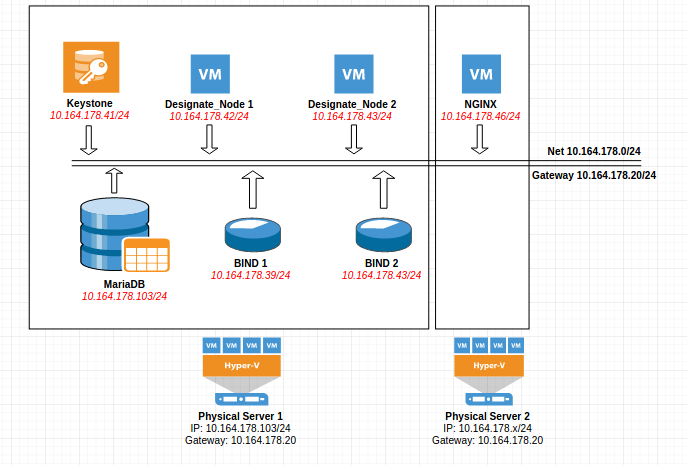 VM
VM
VM
Keystone
10.164.178.41/24
Designate_Node 1
10.164.178.42/24
Designate_Node 2
10.164.178.43/24
NGINX
10.164.178.46/24
Net 10.164.178.0/24
Gateway 10.164.178.20/24
MariaDB
10.164.178.103/24
BIND 1
10.164.178.39/24
BIND 2
10.164.178.43/24
VM VM VM VM
Hyper-V
Physical Server 1
IP: 10.164.178.103/24
Gateway: 10.164.178.20
VM VM VM VM
Hyper-V
Physical Server 2
IP: 10.164.178.x/24
Gateway: 10.164.178.20